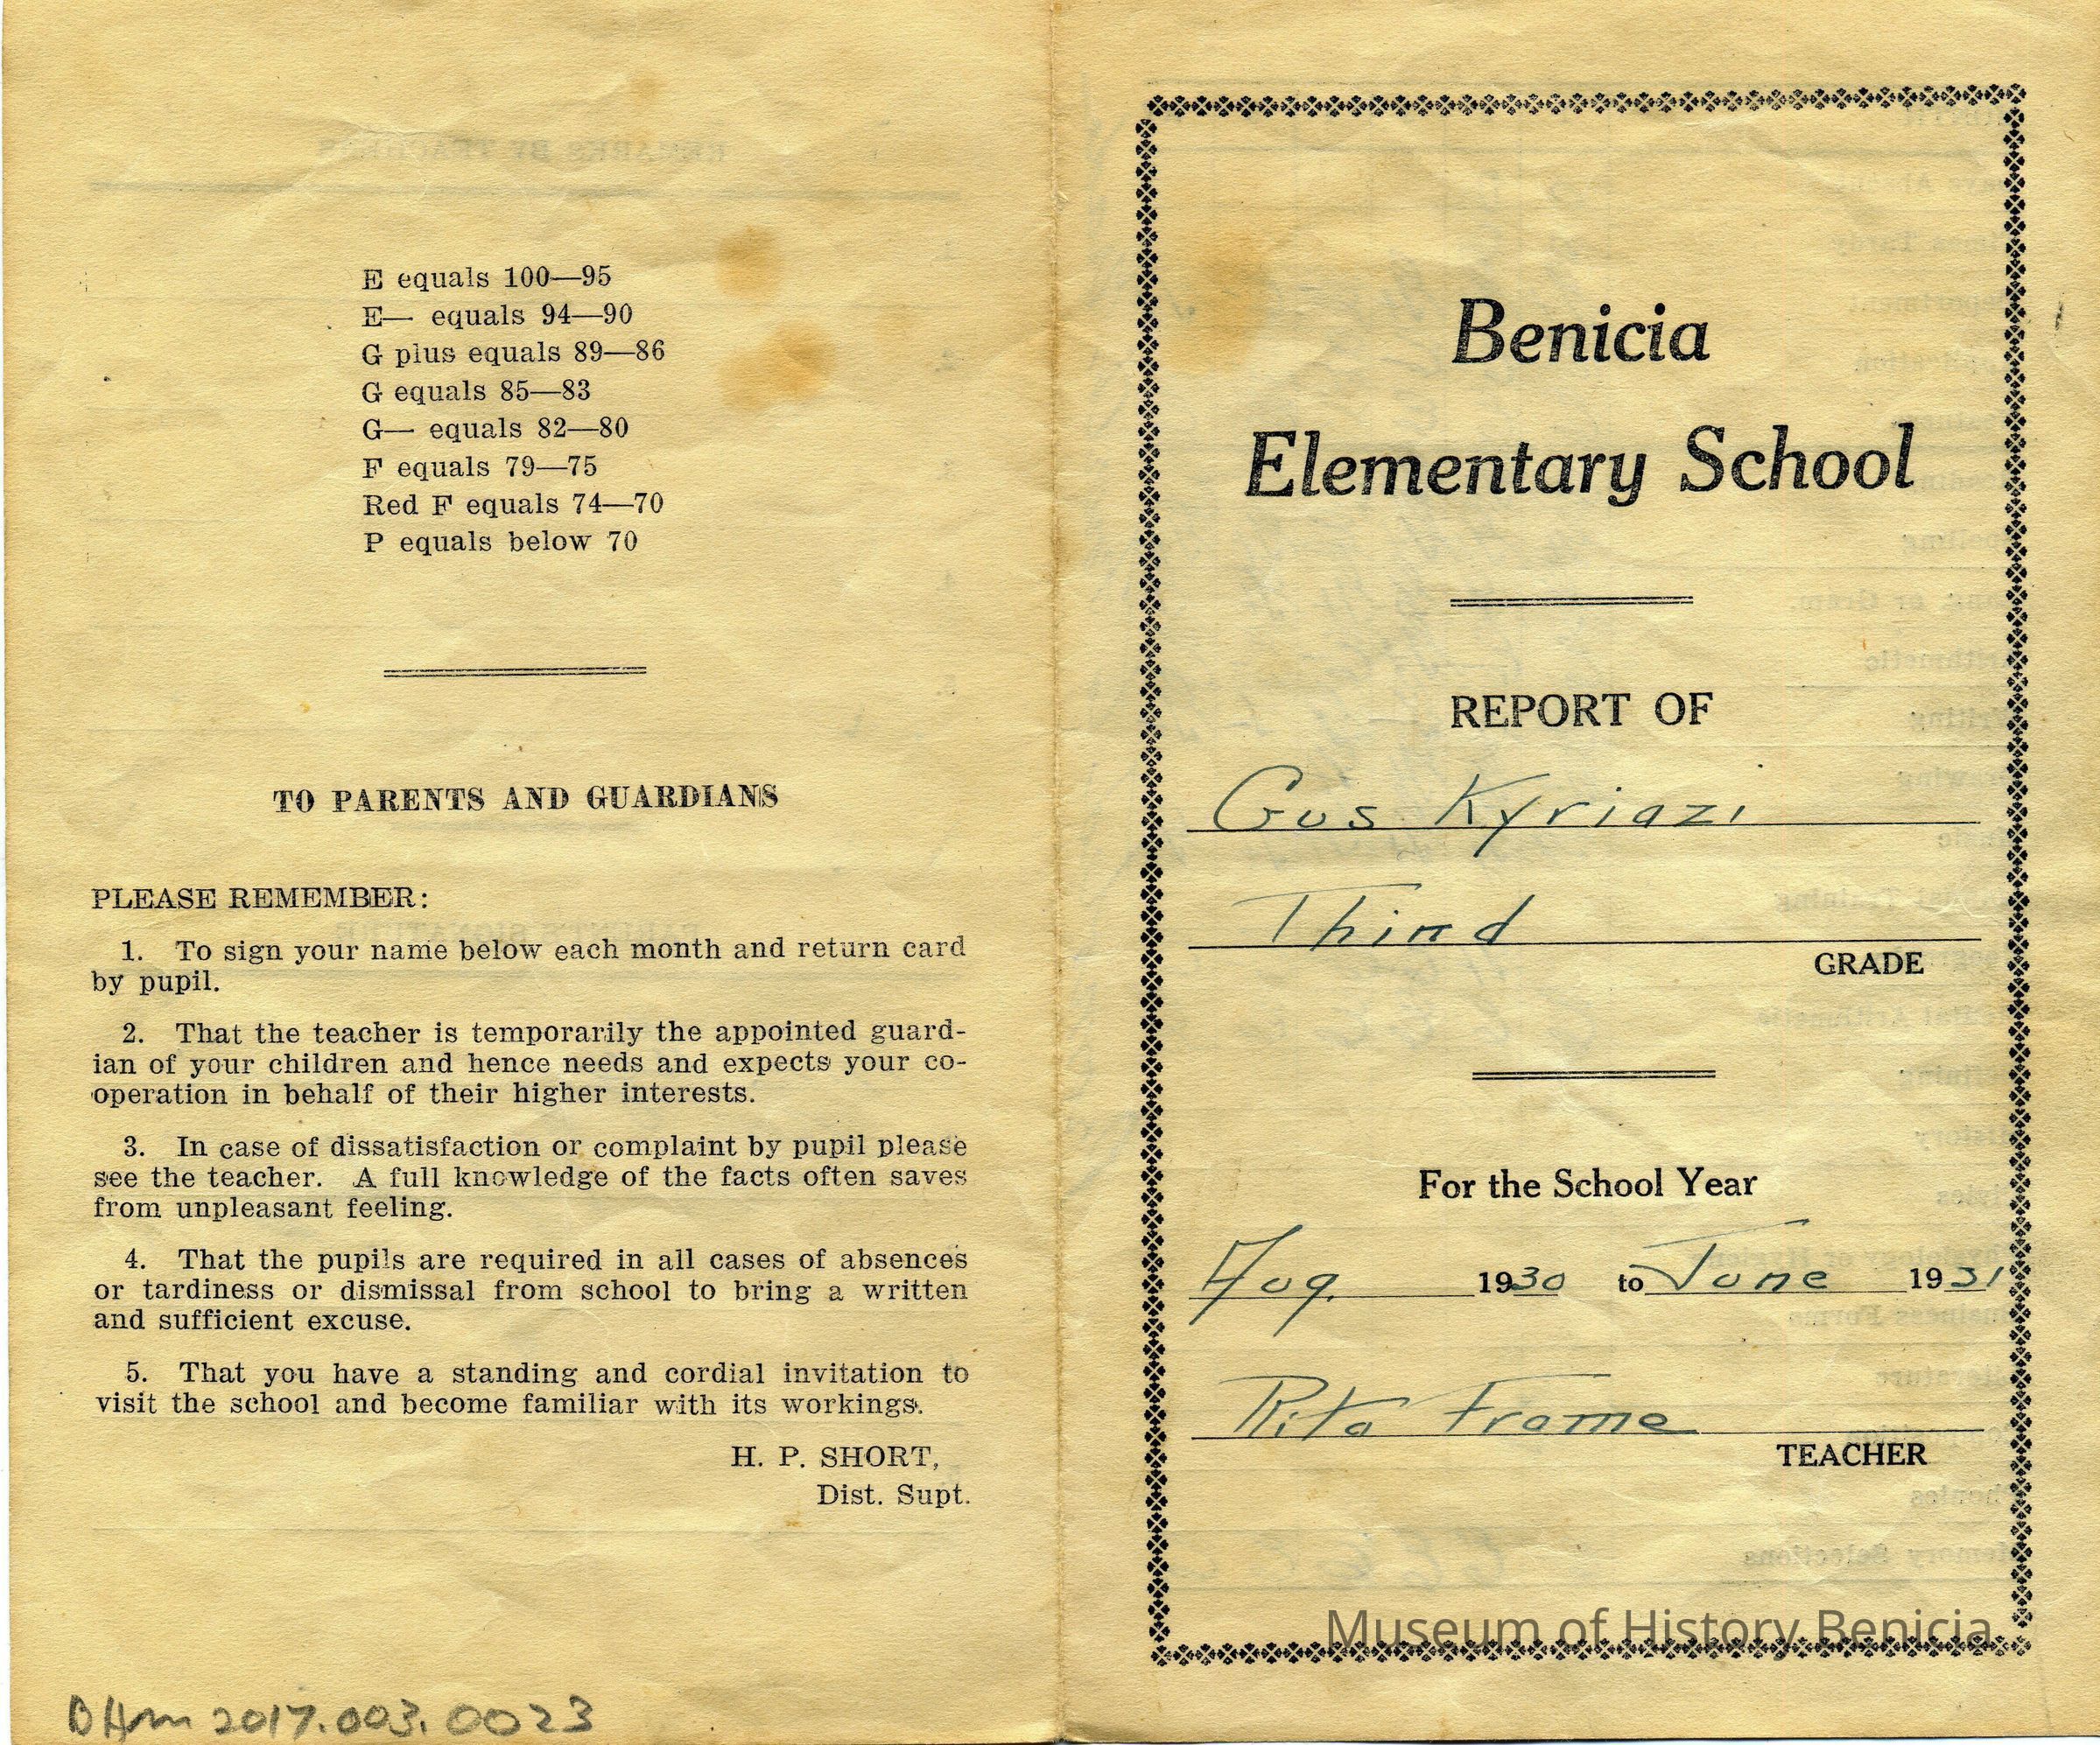 E equals 100—95
E— equals 94—90
G plus equals 89—86
G equals 85—83
G— equals 82—80
F equals 79—75
Red F equals 74—70
P equals below 70
TO PARENTS AND GUARDIANS
PLEASE REMEMBER:
1. To sign your name below each month and return card
by pupil.
2. That the teacher is temporarily the appointed guard-
ian of your children and hence needs and expects your co-
operation in behalf of their higher interests.
3. In case of dissatisfaction or complaint by pupil please
see the teacher. A full knowledge of the facts often saves
from unpleasant feeling.
4. That the pupils are required in all cases of absences
or tardiness or dismissal from school to bring a written
and sufficient excuse.
5. That you have a standing and cordial invitation to
visit the school and become familiar with its workings.
H. P. SHORT,
Dist. Supt.
BHm 2017.003.0023
Benicia
Elementary School
REPORT OF
Gus Kyriazi
Third
GRADE
For the School Year
Aug. 1930 to June 1931
Rita Frame
TEACHER
Museum of History Benicia